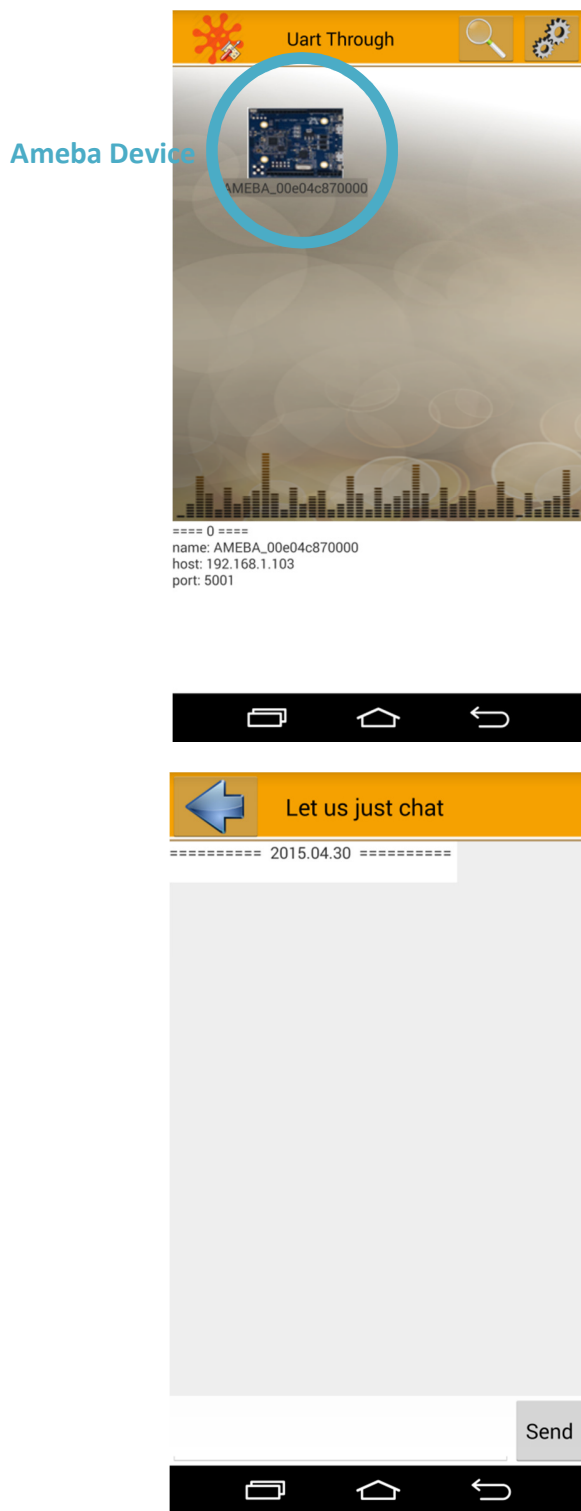 Uart Through
Ameba Device
AMEBA_00e04c870000
==== 0 ====
name: AMEBA_00e04c870000
host: 192.168.1.103
port: 5001
Let us just chat
========== 2015.04.30 ==========
Send